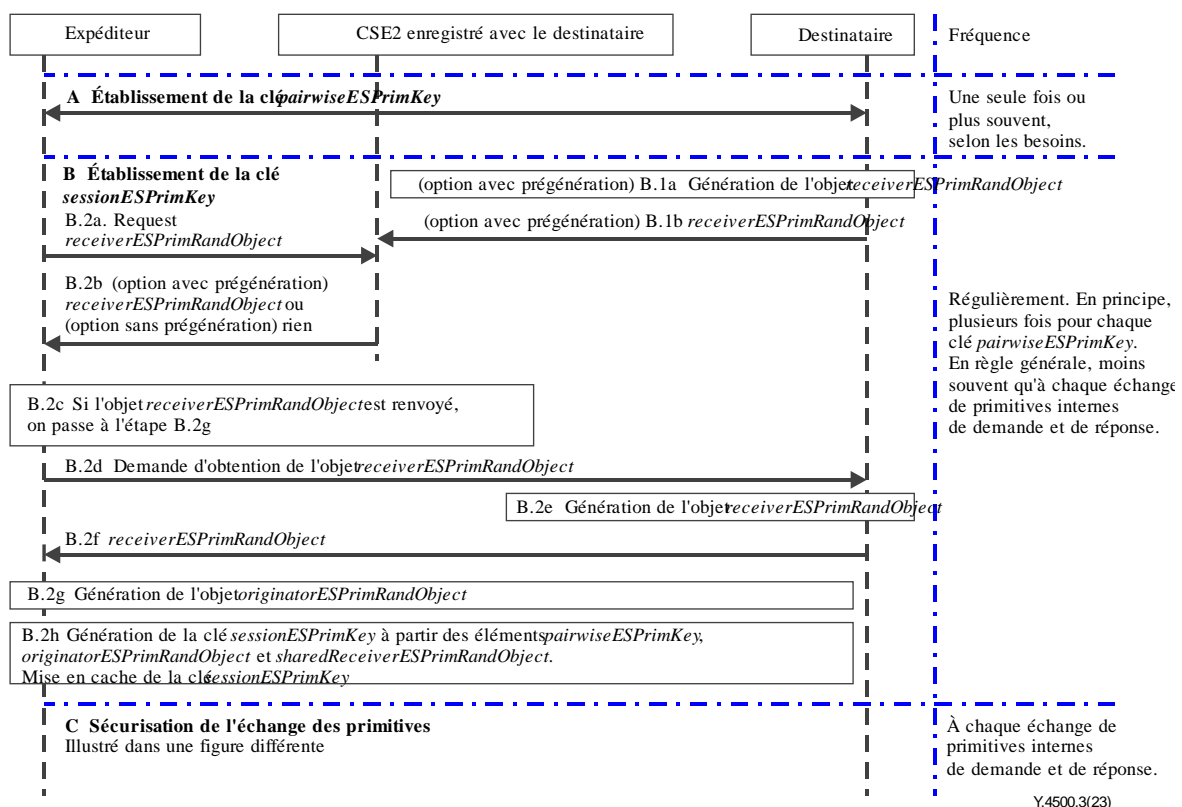 Expéditeur
CSE2 enregistré avec le destinataire
Destinataire
Fréquence
A Établissement de la clé pairwiseESPrimKey
Une seule fois ou
plus souvent,
selon les besoins.
B Établissement de la clé
sessionESPrimKey
(option avec prégénération) B.1a Génération de l'objet receiverESPrimRandObject
B.2a. Request
receiverESPrimRandObject
(option avec prégénération) B.1b receiverESPrimRandObject
B.2b (option avec prégénération)
receiverESPrimRandObject ou
(option sans prégénération) rien
Régulièrement. En principe,
plusieurs fois pour chaque
clé pairwiseESPrimKey.
En règle générale, moins
souvent qu'à chaque échange
de primitives internes
de demande et de réponse.
B.2c Si l'objet receiverESPrimRandObject est renvoyé,
on passe à l'étape B.2g
B.2d Demande d'obtention de l'objet receiverESPrimRandObject
B.2e Génération de l'objet receiverESPrimRandObject
B.2f receiverESPrimRandObject
B.2g Génération de l'objet originatorESPrimRandObject
B.2h Génération de la clé sessionESPrimKey à partir des éléments pairwiseESPrimKey,
originatorESPrimRandObject et sharedReceiverESPrimRandObject.
Mise en cache de la clé sessionESPrimKey
C Sécurisation de l'échange des primitives
Illustré dans une figure différente
À chaque échange de
primitives internes
de demande et de réponse.
Y.4500.3(23)